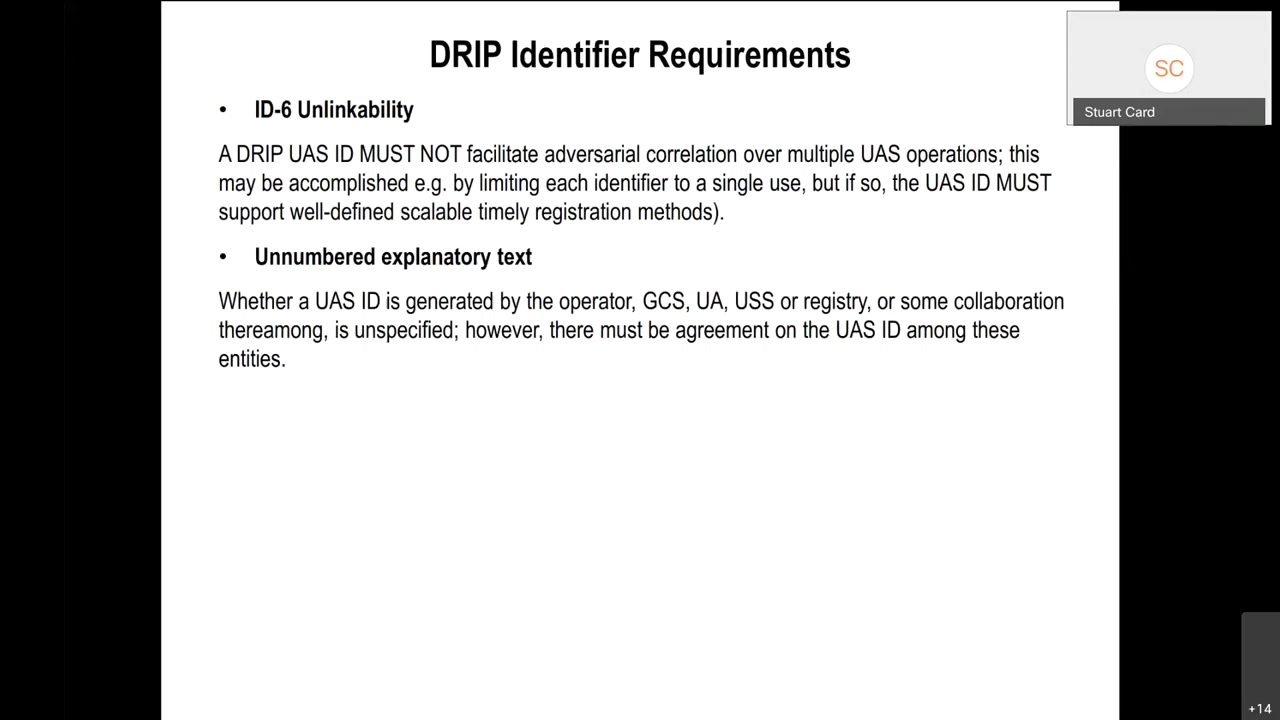 DRIP Identifier Requirements
SC
Stuart Card
• ID-6 Unlinkability
A DRIP UAS ID MUST NOT facilitate adversarial correlation over multiple UAS operations; this
may be accomplished e.g. by limiting each identifier to a single use, but if so, the UAS ID MUST
support well-defined scalable timely registration methods).
• Unnumbered explanatory text
Whether a UAS ID is generated by the operator, GCS, UA, USS or registry, or some collaboration
thereamong, is unspecified; however, there must be agreement on the UAS ID among these
entities.
+14